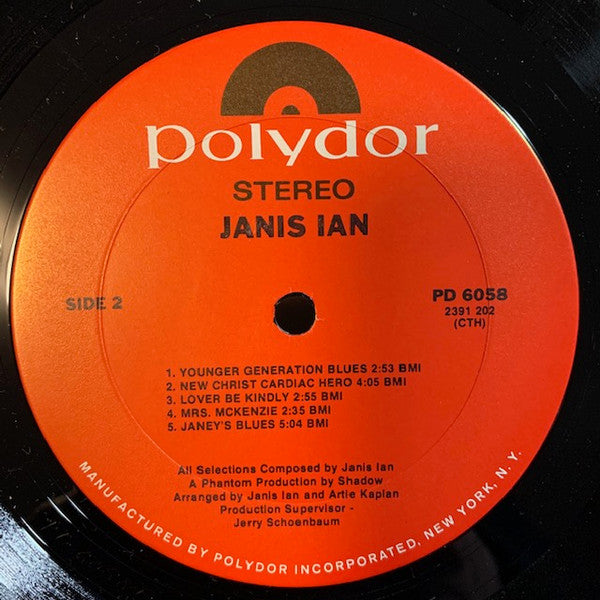 polydor
STEREO
JANIS IAN
SIDE 2
PD 6058
2391 202
(CTH)
1. YOUNGER GENERATION BLUES 2:53 BMI
2. NEW CHRIST CARDIAC HERO 4:05 BMI
3. LOVER BE KINDLY 2:55 BMI
4. MRS. MCKENZIE 2:35 BMI
5. JANEY'S BLUES 5:04 BMI
All Selections Composed by Janis Ian
A Phantom Production by Shadow
Arranged by Janis Ian and Artie Kaplan
Production Supervisor -
Jerry Schoenbaum
MANUFACTURED BY POLYDOR INCORPORATED, NEW YORK, N. Y.